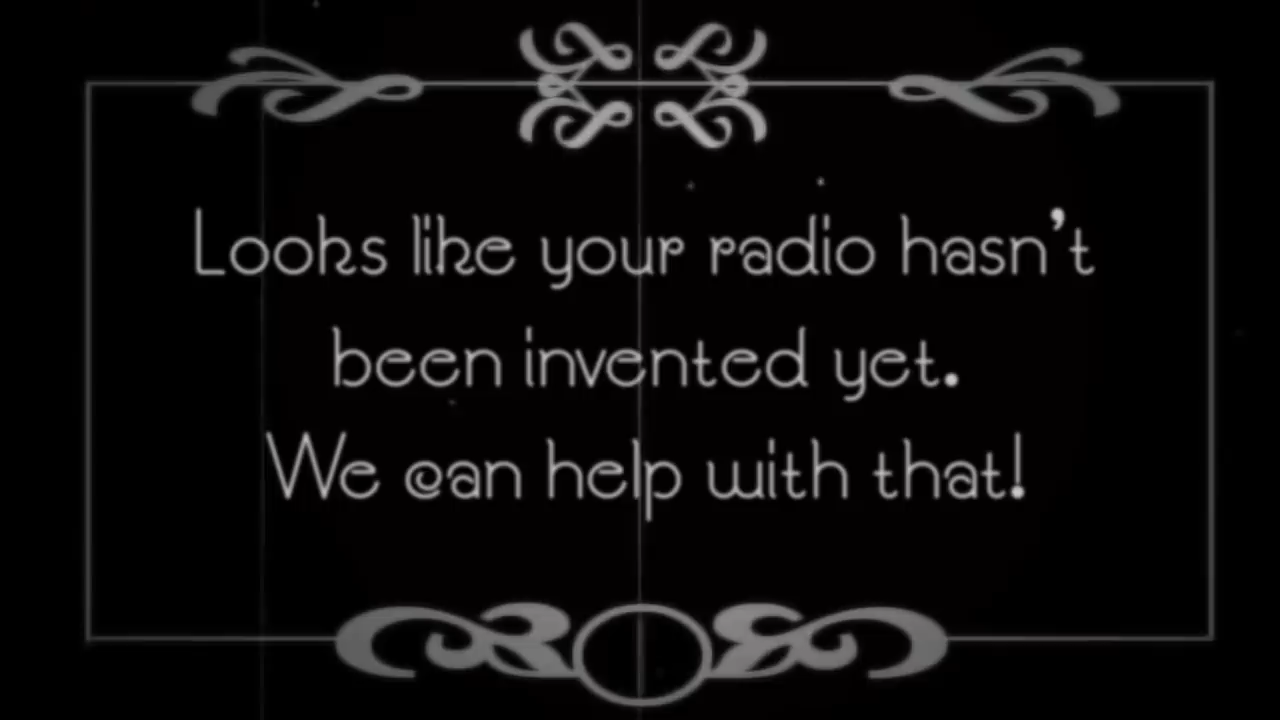 Looks like your radio hasn't
been invented yet.
We can help with that!